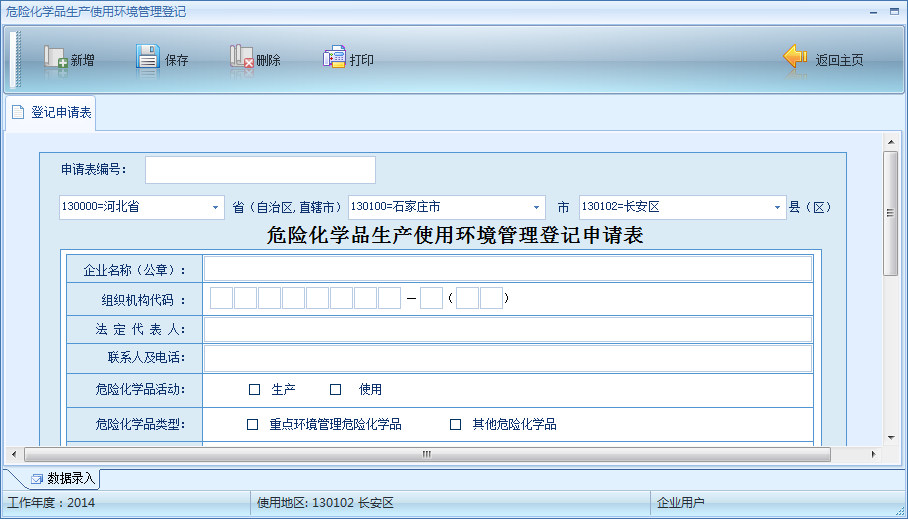 危险化学品生产使用环境管理登记
新增 保存 删除 打印 返回主页
登记申请表
申请表编号：
130000=河北省 省（自治区,直辖市） 130100=石家庄市 市 130102=长安区 县（区）
危险化学品生产使用环境管理登记申请表
企业名称（公章）：
组织机构代码 ： — ( )
法 定 代 表 人：
联系人及电话：
危险化学品活动： 生产 使用
危险化学品类型： 重点环境管理危险化学品 其他危险化学品
数据录入
工作年度：2014 使用地区: 130102 长安区 企业用户